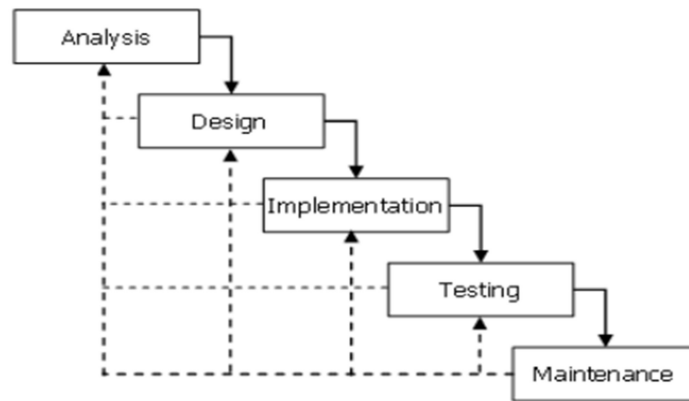 Analysis
Design
Implementation
Testing
Maintenance